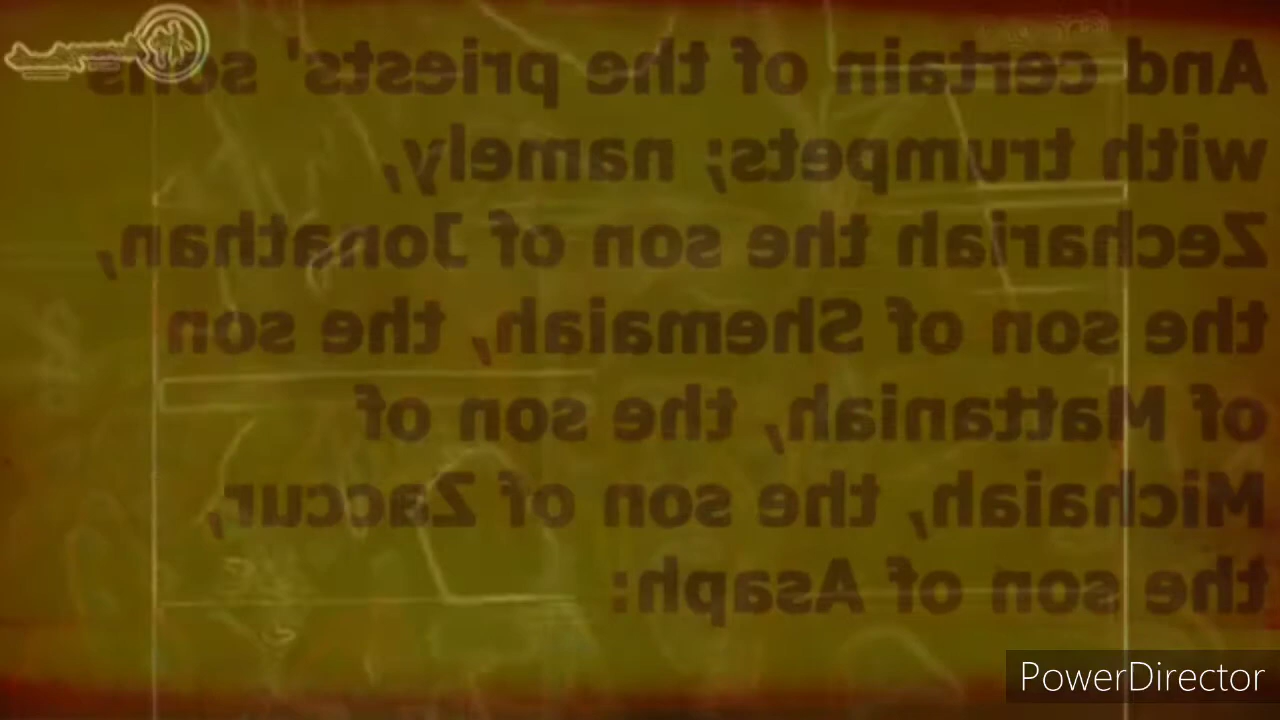 And certain of the priests' sons
with trumpets; namely,
Zechariah the son of Jonathan,
the son of Shemaiah, the son
of Mattaniah, the son of
Michaiah, the son of Zaccur,
the son of Asaph:
PowerDirector